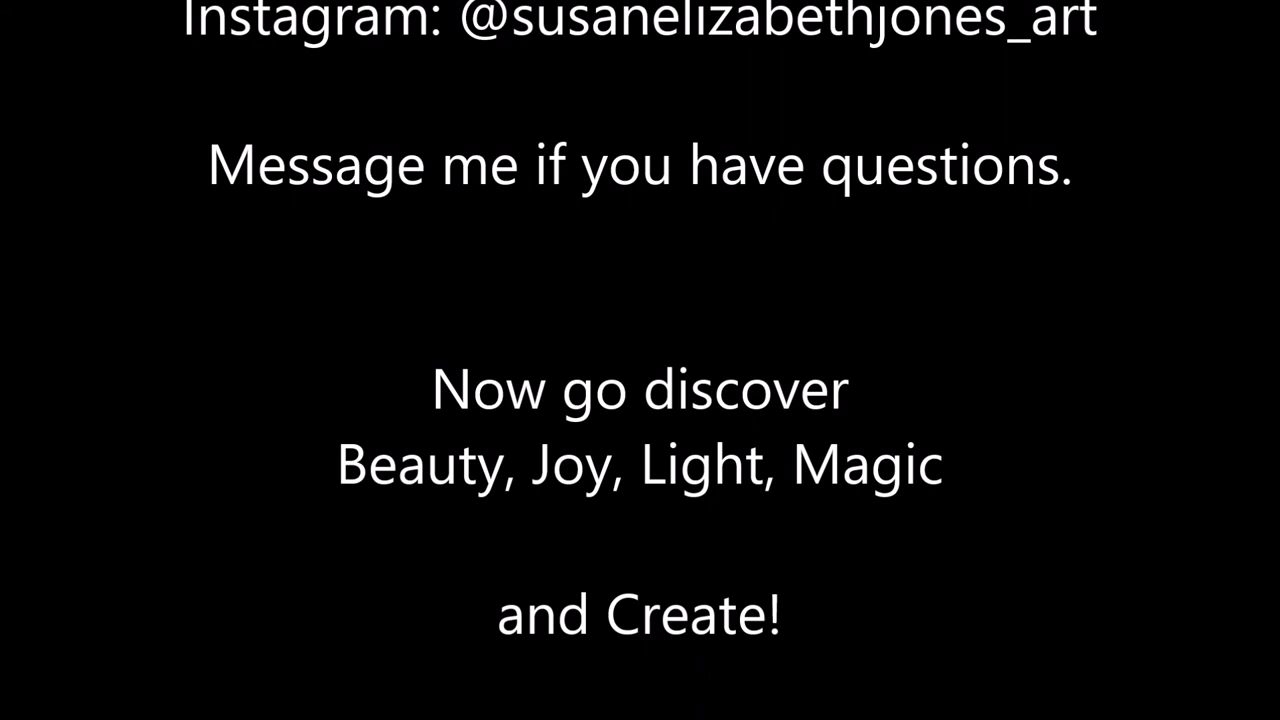 Instagram: @susanelizabethjones_art
Message me if you have questions.
Now go discover
Beauty, Joy, Light, Magic
and Create!